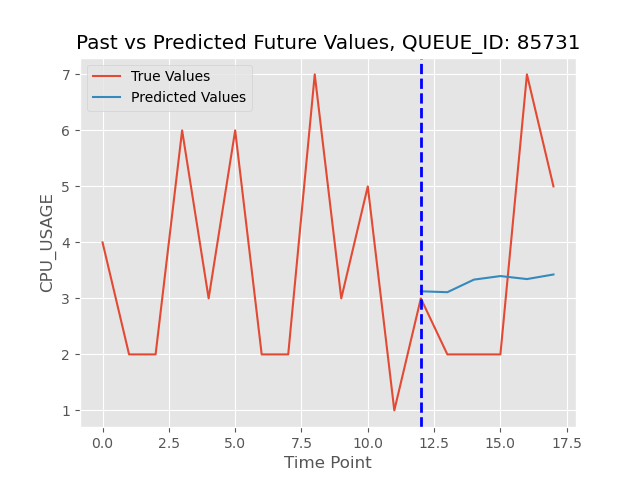 Past vs Predicted Future Values, QUEUE_ID: 85731
True Values
Predicted Values
CPU_USAGE
7
6
5
4
3
2
1
0.0 2.5 5.0 7.5 10.0 12.5 15.0 17.5
Time Point